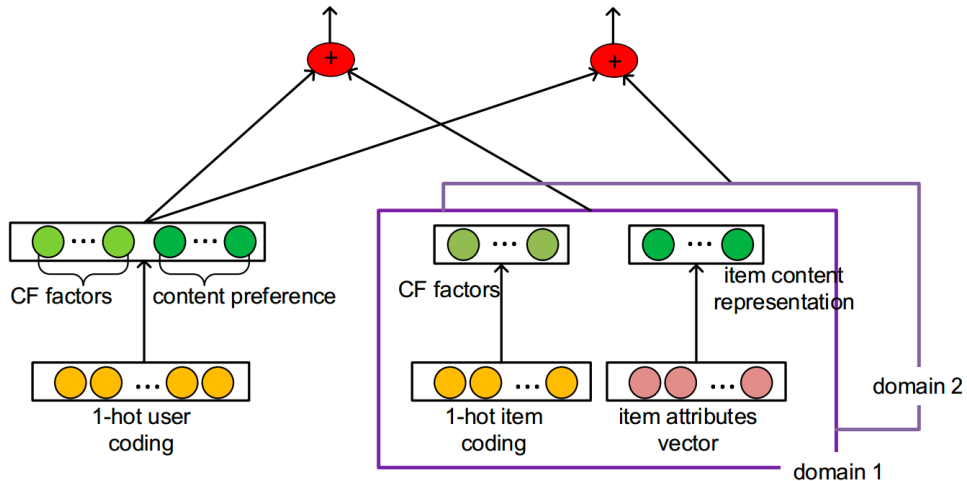 +
+
...
...
...
...
CF factors
content preference
CF factors
item content
representation
...
...
...
1-hot user
coding
1-hot item
coding
item attributes
vector
domain 2
domain 1